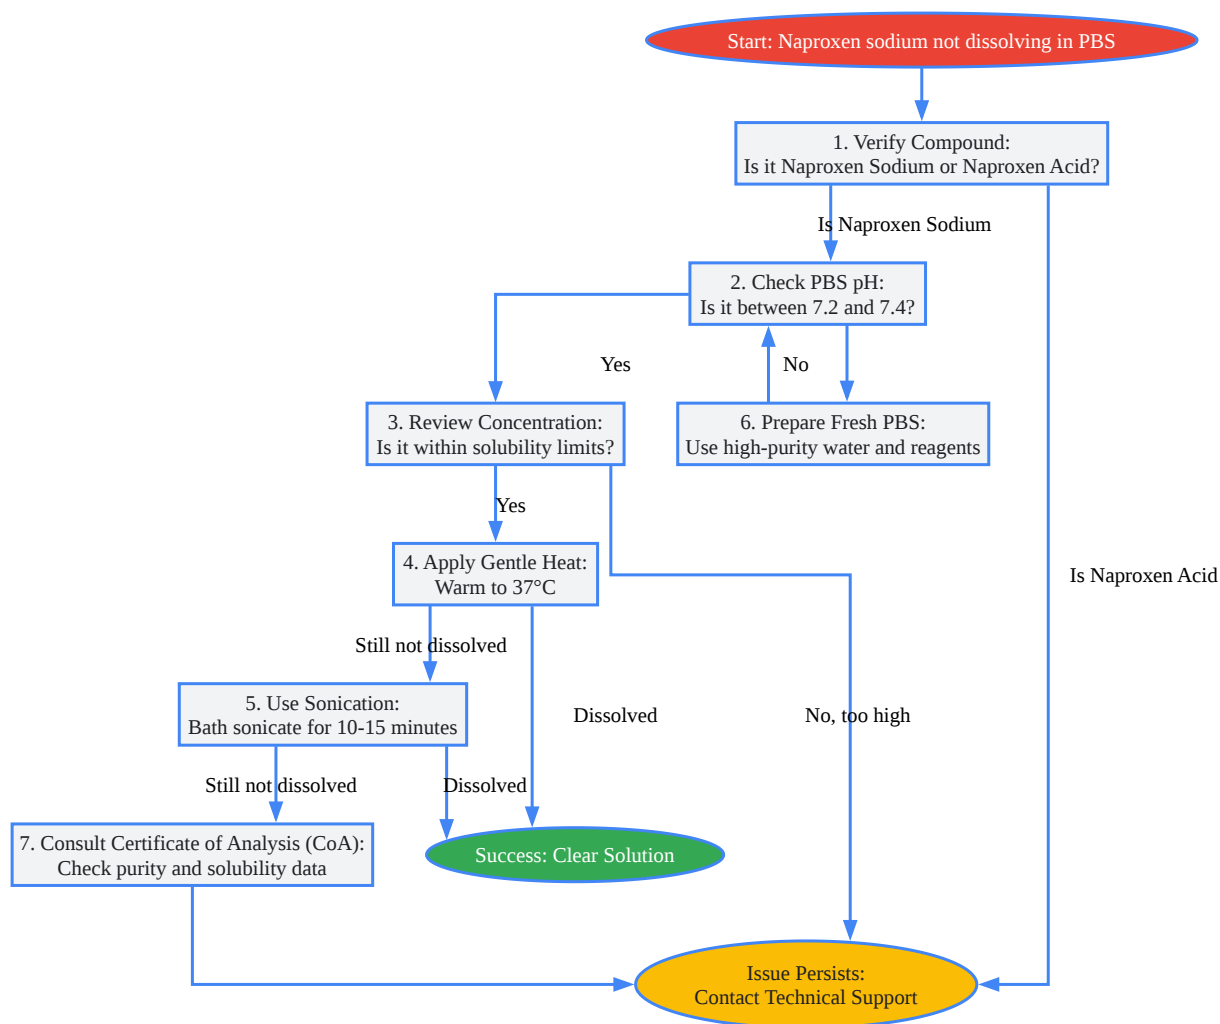 Start: Naproxen sodium not dissolving in PBS
1. Verify Compound:
Is it Naproxen Sodium or Naproxen Acid?
Is Naproxen Sodium
2. Check PBS pH:
Is it between 7.2 and 7.4?
Yes
No
3. Review Concentration:
Is it within solubility limits?
6. Prepare Fresh PBS:
Use high-purity water and reagents
Yes
4. Apply Gentle Heat:
Warm to 37°C
Is Naproxen Acid
Still not dissolved
5. Use Sonication:
Bath sonicate for 10-15 minutes
Dissolved
No, too high
Still not dissolved
Dissolved
7. Consult Certificate of Analysis (CoA):
Check purity and solubility data
Success: Clear Solution
Issue Persists:
Contact Technical Support